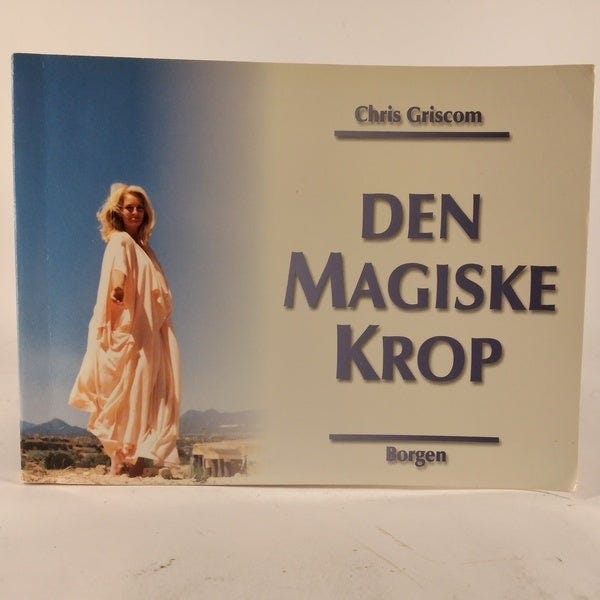 Chris Griscom
DEN
MAGISKE
KROP
Borgen